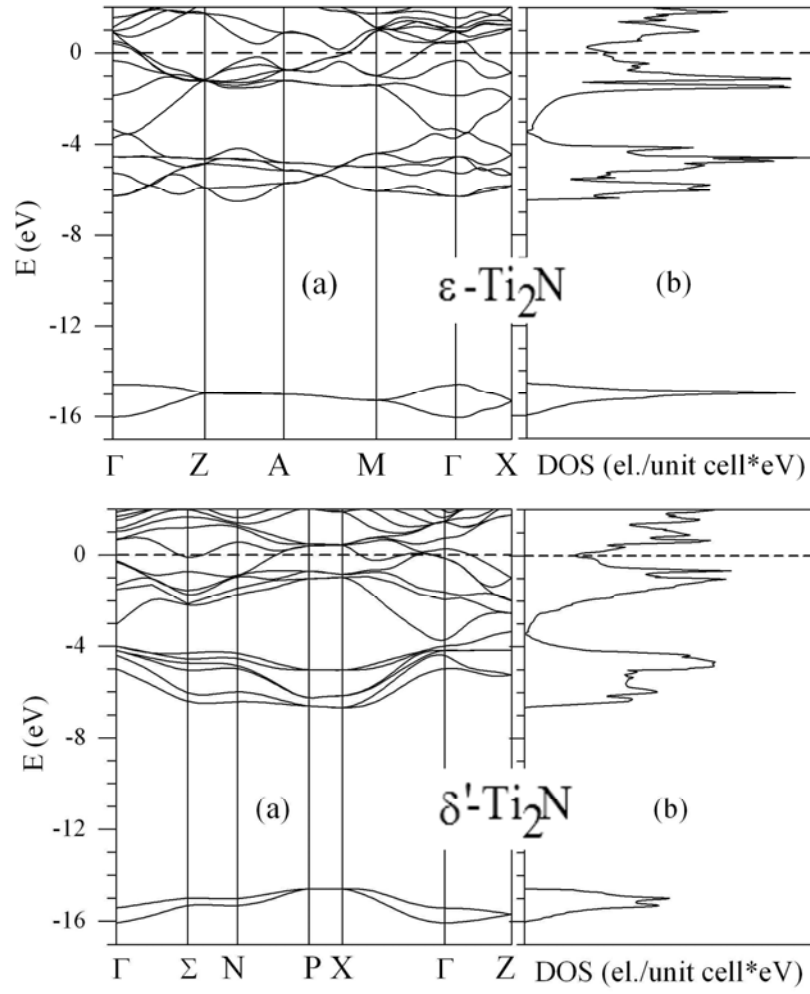 0
-4
-8
-12
-16
E (eV)
(a)
ε-Ti₂N
(b)
Γ Z A M Γ X
DOS (el./unit cell*eV)
0
-4
-8
-12
-16
E (eV)
(a)
δ'-Ti₂N
(b)
Γ Σ N P X Γ Z
DOS (el./unit cell*eV)